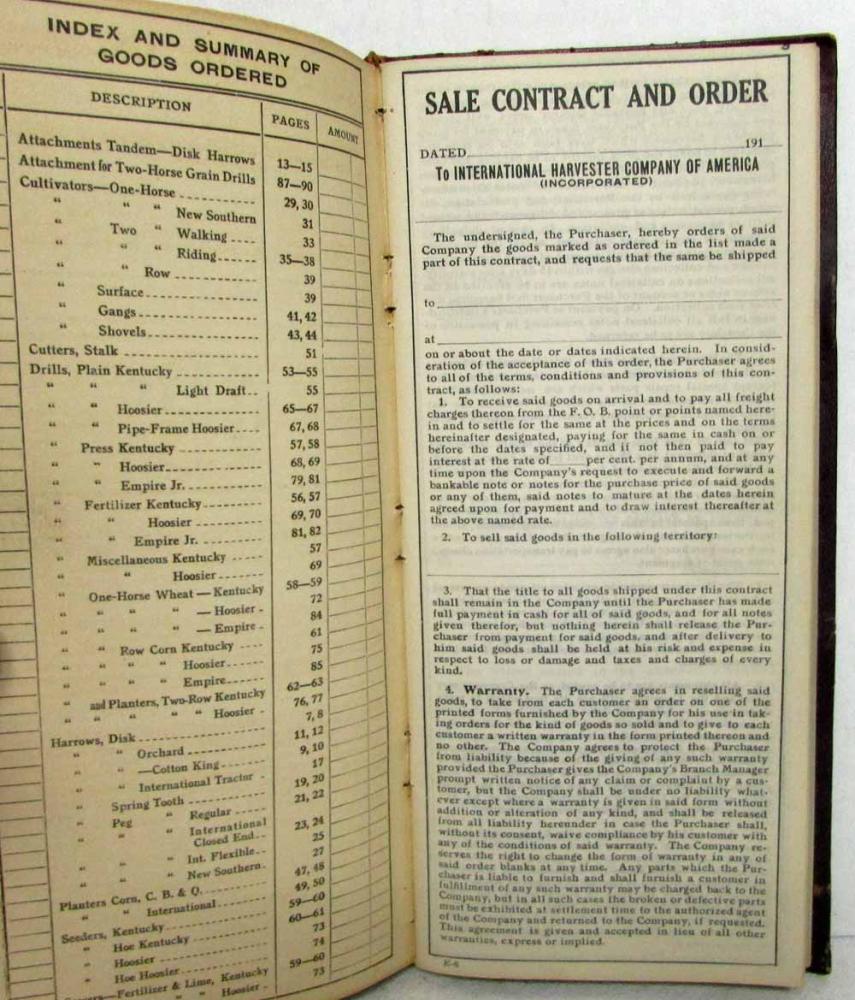 INDEX AND SUMMARY OF
GOODS ORDERED
DESCRIPTION PAGES AMOUNT
Attachments Tandem—Disk Harrows 13—15
Attachment for Two-Horse Grain Drills 87—90
Cultivators—One-Horse 29, 30
" " " New Southern 31
" Two " Walking 33
" " " Riding 35—38
" " Row 39
" Surface 39
" Gangs 41, 42
" Shovels 43, 44
Cutters, Stalk 51
Drills, Plain Kentucky 53—55
" " " Light Draft 55
" " Hoosier 65—67
" " Pipe-Frame Hoosier 67, 68
" Press Kentucky 57, 58
" " Hoosier 68, 69
" " Empire Jr. 79, 81
" Fertilizer Kentucky 56, 57
" " Hoosier 69, 70
" " Empire Jr. 81, 82
" Miscellaneous Kentucky 57
" " Hoosier 69
" One-Horse Wheat — Kentucky 58—59
" " " " — Hoosier 72
" " " " — Empire 84
" " Row Corn Kentucky 61
" " " " Hoosier 75
" " " " Empire 85
" and Planters, Two-Row Kentucky 62—63
" " " " " Hoosier 76, 77
Harrows, Disk 7, 8
" " Orchard 11, 12
" " —Cotton King 9, 10
" " International Tractor 17
" Spring Tooth 19, 20
" Peg " Regular 21, 22
" " " International
Closed End 23, 24
" " " Int. Flexible 25
" " " New Southern 27
Planters Corn, C. B. & Q. 47, 48
" " International 49, 50
Seeders, Kentucky 59—60
" Hoe Kentucky 60—61
" Hoosier 73
" Hoe Hoosier 74
—Fertilizer & Lime, Kentucky 59—60
" " " Hoosier 73
SALE CONTRACT AND ORDER
DATED 191
To INTERNATIONAL HARVESTER COMPANY OF AMERICA
(INCORPORATED)
The undersigned, the Purchaser, hereby orders of said
Company the goods marked as ordered in the list made a
part of this contract, and requests that the same be shipped
to
at
on or about the date or dates indicated herein. In consid-
eration of the acceptance of this order, the Purchaser agrees
to all of the terms, conditions and provisions of this con-
tract, as follows:
1. To receive said goods on arrival and to pay all freight
charges thereon from the F. O. B. point or points named here-
in and to settle for the same at the prices and on the terms
hereinafter designated, paying for the same in cash on or
before the dates specified, and if not then paid to pay
interest at the rate of per cent. per annum, and at any
time upon the Company's request to execute and forward a
bankable note or notes for the purchase price of said goods
or any of them, said notes to mature at the dates herein
agreed upon for payment and to draw interest thereafter at
the above named rate.
2. To sell said goods in the following territory:
3. That the title to all goods shipped under this contract
shall remain in the Company until the Purchaser has made
full payment in cash for all of said goods, and for all notes
given therefor, but nothing herein shall release the Pur-
chaser from payment for said goods, and after delivery to
him said goods shall be held at his risk and expense in
respect to loss or damage and taxes and charges of every
kind.
4. Warranty. The Purchaser agrees in reselling said
goods, to take from each customer an order on one of the
printed forms furnished by the Company for his use in tak-
ing orders for the kind of goods so sold and to give to each
customer a written warranty in the form printed thereon and
no other. The Company agrees to protect the Purchaser
from liability because of the giving of any such warranty
provided the Purchaser gives the Company's Branch Manager
prompt written notice of any claim or complaint by a cus-
tomer, but the Company shall be under no liability what-
ever except where a warranty is given in said form without
addition or alteration of any kind, and shall be released
from all liability hereunder in case the Purchaser shall,
without its consent, waive compliance by his customer with
any of the conditions of said warranty. The Company re-
serves the right to change the form of warranty in any of
said order blanks at any time. Any parts which the Pur-
chaser is liable to furnish and shall furnish a customer in
fulfillment of any such warranty may be charged back to the
Company, but in all such cases the broken or defective parts
must be exhibited at settlement time to the authorized agent
of the Company and returned to the Company, if requested.
This agreement is given and accepted in lieu of all other
warranties, express or implied.
E-6